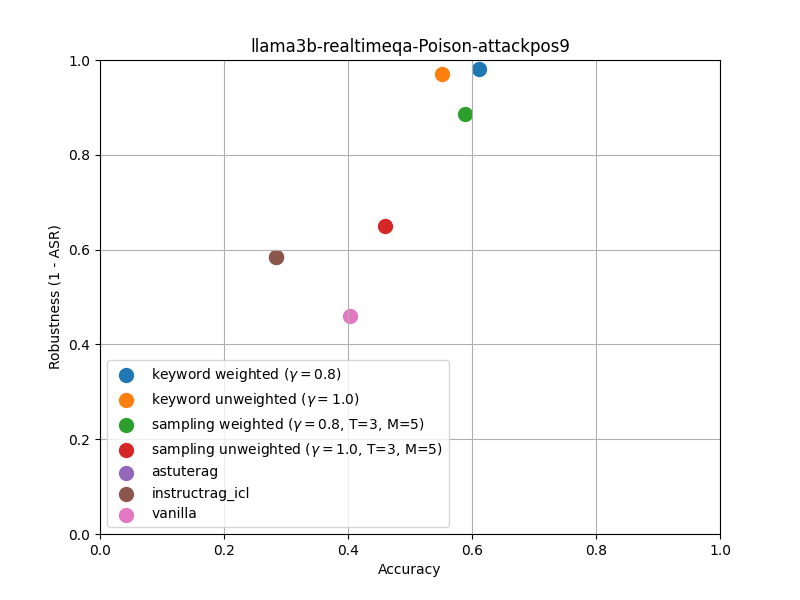 llama3b-realtimeqa-Poison-attackpos9
1.0
0.8
0.6
0.4
0.2
0.0
Robustness (1 - ASR)
keyword weighted (γ = 0.8)
keyword unweighted (γ = 1.0)
sampling weighted (γ = 0.8, T=3, M=5)
sampling unweighted (γ = 1.0, T=3, M=5)
astuterag
instructrag_icl
vanilla
0.0 0.2 0.4 0.6 0.8 1.0
Accuracy